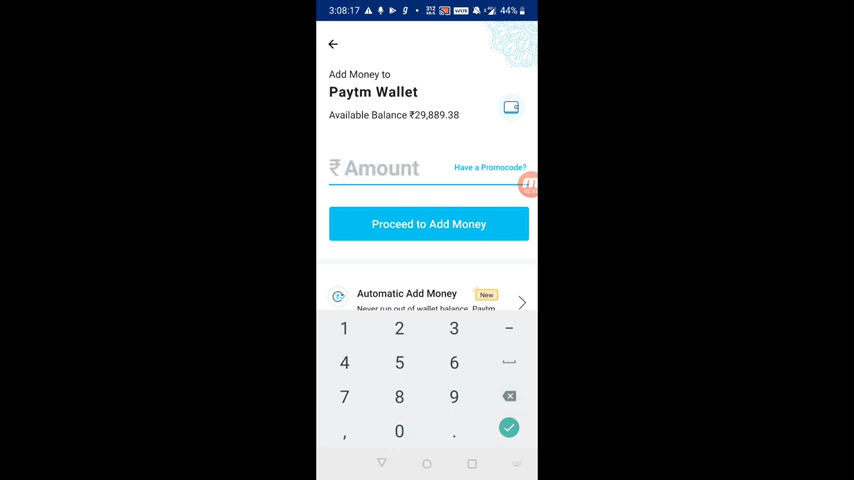 3:08:17 44%
Add Money to
Paytm Wallet
Available Balance ₹29,889.38
₹ Amount
Have a Promocode?
Proceed to Add Money
Automatic Add Money New
Never run out of wallet balance. Paytm
1 2 3 –
4 5 6
7 8 9
, 0 .